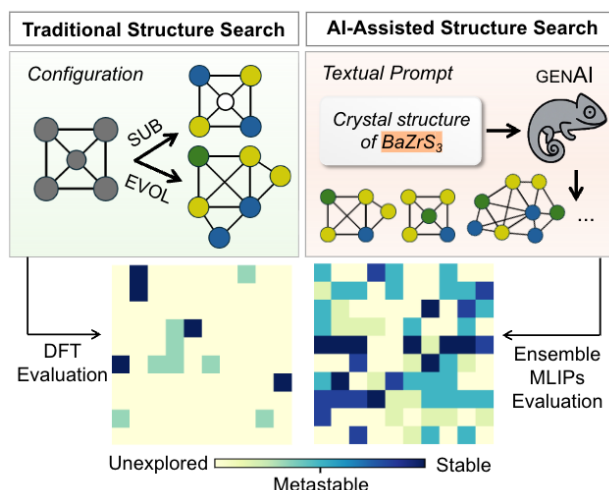 Traditional Structure Search
AI-Assisted Structure Search
Configuration
SUB
EVOL
Textual Prompt
GENAI
Crystal structure
of BaZrS3
...
DFT
Evaluation
Ensemble
MLIPs
Evaluation
Unexplored
Stable
Metastable